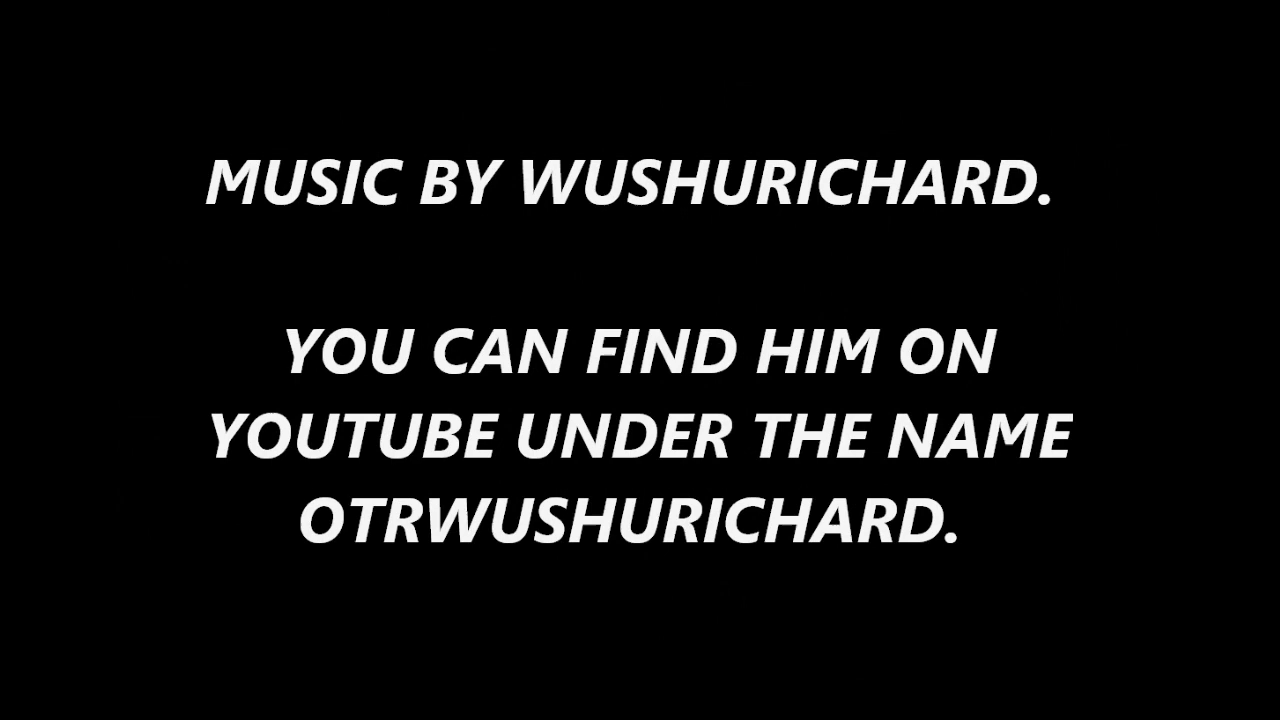 MUSIC BY WUSHURICHARD.
YOU CAN FIND HIM ON
YOUTUBE UNDER THE NAME
OTRWUSHURICHARD.